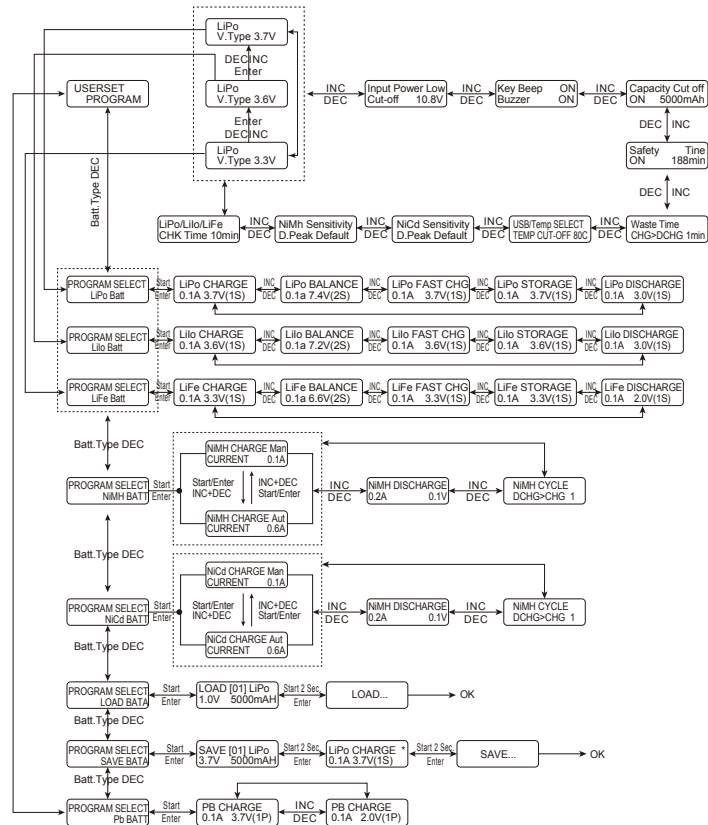 LiPo
V.Type 3.7V
DECINC
Enter
LiPo
V.Type 3.6V
Enter
DECINC
LiPo
V.Type 3.3V
USERSET
PROGRAM
Batt.Type DEC
INC
DEC
Input Power Low
Cut-off 10.8V
INC
DEC
Key Beep ON
Buzzer ON
INC
DEC
Capacity Cut off
ON 5000mAh
DEC INC
Safety Tine
ON 188min
DEC INC
LiPo/LiIo/LiFe
CHK Time 10min
INC
DEC
NiMh Sensitivity
D.Peak Default
INC
DEC
NiCd Sensitivity
D.Peak Default
INC
DEC
USB/Temp SELECT
TEMP CUT-OFF 80C
INC
DEC
Waste Time
CHG>DCHG 1min
PROGRAM SELECT
LiPo Batt
Start
Enter
LiPo CHARGE
0.1A 3.7V(1S)
INC
DEC
LiPo BALANCE
0.1a 7.4V(2S)
INC
DEC
LiPo FAST CHG
0.1A 3.7V(1S)
INC
DEC
LiPo STORAGE
0.1A 3.7V(1S)
INC
DEC
LiPo DISCHARGE
0.1A 3.0V(1S)
PROGRAM SELECT
LiIo Batt
Start
Enter
LiIo CHARGE
0.1A 3.6V(1S)
INC
DEC
LiIo BALANCE
0.1a 7.2V(2S)
INC
DEC
LiIo FAST CHG
0.1A 3.6V(1S)
INC
DEC
LiIo STORAGE
0.1A 3.6V(1S)
INC
DEC
LiIo DISCHARGE
0.1A 3.0V(1S)
PROGRAM SELECT
LiFe Batt
Start
Enter
LiFe CHARGE
0.1A 3.3V(1S)
INC
DEC
LiFe BALANCE
0.1a 6.6V(2S)
INC
DEC
LiFe FAST CHG
0.1A 3.3V(1S)
INC
DEC
LiFe STORAGE
0.1A 3.3V(1S)
INC
DEC
LiFe DISCHARGE
0.1A 2.0V(1S)
Batt.Type DEC
PROGRAM SELECT
NiMH BATT
Start
Enter
NiMH CHARGE Man
CURRENT 0.1A
Start/Enter
INC+DEC
INC+DEC
Start/Enter
NiMH CHARGE Aut
CURRENT 0.6A
INC
DEC
NiMH DISCHARGE
0.2A 0.1V
INC
DEC
NiMH CYCLE
DCHG>CHG 1
Batt.Type DEC
PROGRAM SELECT
NiCd BATT
Start
Enter
NiCd CHARGE Man
CURRENT 0.1A
Start/Enter
INC+DEC
INC+DEC
Start/Enter
NiCd CHARGE Aut
CURRENT 0.6A
INC
DEC
NiMH DISCHARGE
0.2A 0.1V
INC
DEC
NiMH CYCLE
DCHG>CHG 1
Batt.Type DEC
PROGRAM SELECT
LOAD BATA
Start
Enter
LOAD [01] LiPo
1.0V 5000mAH
Start 2 Sec
Enter
LOAD...
OK
Batt.Type DEC
PROGRAM SELECT
SAVE BATA
Start
Enter
SAVE [01] LiPo
3.7V 5000mAH
Start 2 Sec
Enter
LiPo CHARGE *
0.1A 3.7V(1S)
Start 2 Sec
Enter
SAVE...
OK
Batt.Type DEC
PROGRAM SELECT
Pb BATT
Start
Enter
PB CHARGE
0.1A 3.7V(1P)
INC
DEC
PB CHARGE
0.1A 2.0V(1P)